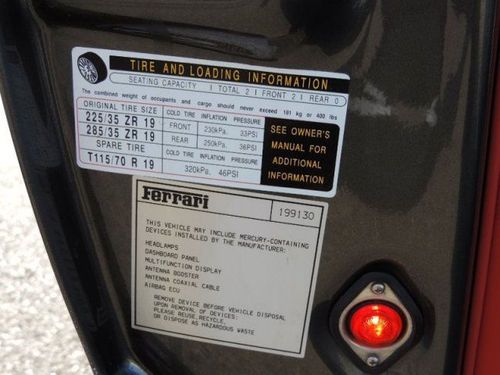 TIRE AND LOADING INFORMATION
SEATING CAPACITY | TOTAL 2 | FRONT 2 | REAR 0
The combined weight of occupants and cargo should never exceed 181 kg or 400 lbs
ORIGINAL TIRE SIZE COLD TIRE INFLATION PRESSURE
225/35 ZR 19 FRONT 230kPa. 33PSI
285/35 ZR 19 REAR 250kPa. 36PSI
SPARE TIRE COLD TIRE INFLATION PRESSURE
T115/70 R 19 320kPa. 46PSI
SEE OWNER'S
MANUAL FOR
ADDITIONAL
INFORMATION
Ferrari 199130
THIS VEHICLE MAY INCLUDE MERCURY-CONTAINING
DEVICES INSTALLED BY THE MANUFACTURER:
HEADLAMPS
DASHBOARD PANEL
MULTIFUNCTION DISPLAY
ANTENNA BOOSTER
ANTENNA COAXIAL CABLE
AIRBAG ECU
REMOVE DEVICE BEFORE VEHICLE DISPOSAL
UPON REMOVAL OF DEVICES:
PLEASE REUSE, RECYCLE,
OR DISPOSE AS HAZARDOUS WASTE